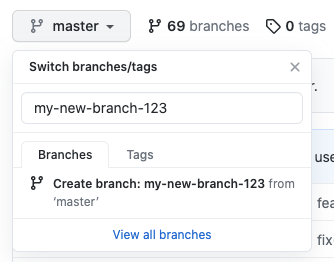 master 69 branches 0 tags
Switch branches/tags
r.
my-new-branch-123
Branches Tags
use
Create branch: my-new-branch-123 from
'master'
fea
View all branches
fix